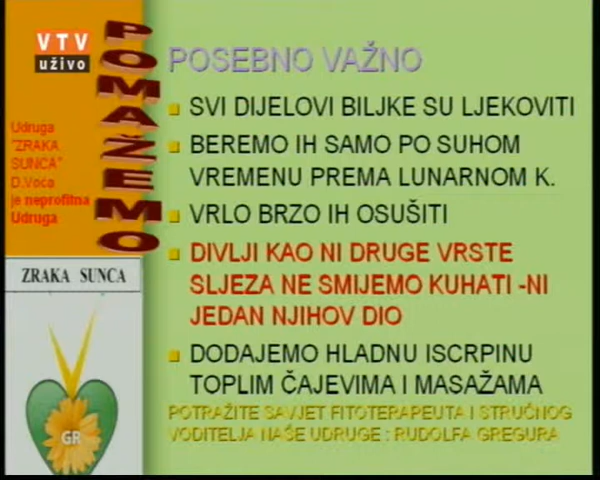 VTV
uživo
POMAŽEMO
Udruga
"ZRAKA
SUNCA"
D.Voća
je neprofitna
Udruga
ZRAKA SUNCA
GR
POSEBNO VAŽNO
SVI DIJELOVI BILJKE SU LJEKOVITI
BEREMO IH SAMO PO SUHOM
VREMENU PREMA LUNARNOM K.
VRLO BRZO IH OSUŠITI
DIVLJI KAO NI DRUGE VRSTE
SLJEZA NE SMIJEMO KUHATI -NI
JEDAN NJIHOV DIO
DODAJEMO HLADNU ISCRPINU
TOPLIM ČAJEVIMA I MASAŽAMA
POTRAŽITE SAVJET FITOTERAPEUTA I STRUČNOG
VODITELJA NAŠE UDRUGE : RUDOLFA GREGURA